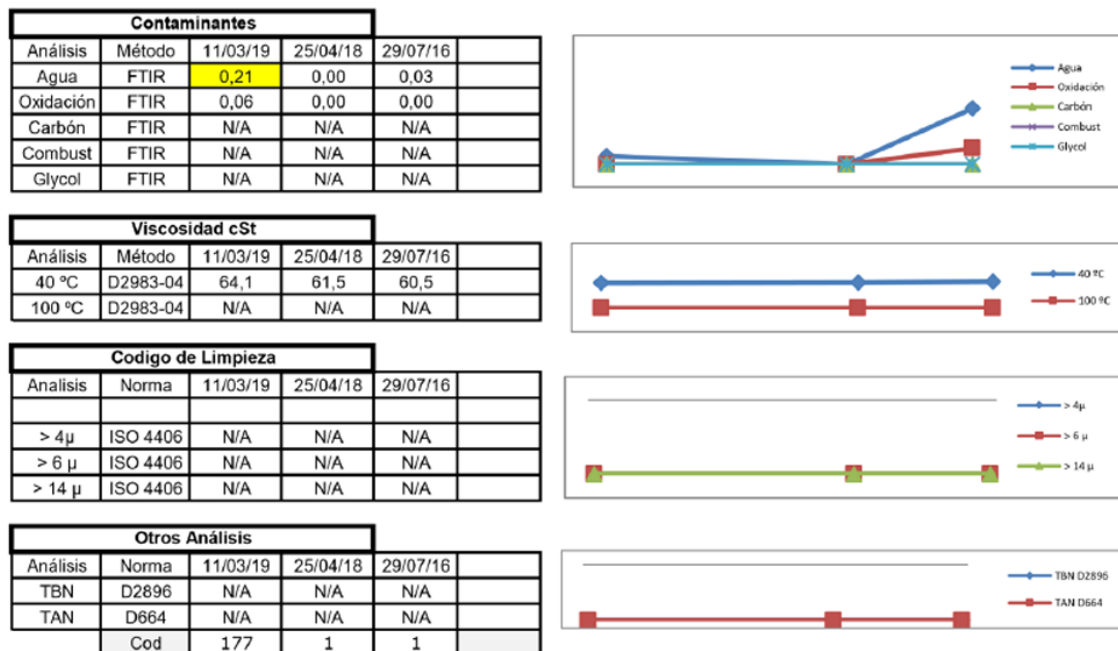 Contaminantes
Análisis Método 11/03/19 25/04/18 29/07/16
Agua FTIR 0,21 0,00 0,03
Oxidación FTIR 0,06 0,00 0,00
Carbón FTIR N/A N/A N/A
Combust FTIR N/A N/A N/A
Glycol FTIR N/A N/A N/A
Agua
Oxidación
Carbón
Combust
Glycol
Viscosidad cSt
Análisis Método 11/03/19 25/04/18 29/07/16
40 ºC D2983-04 64,1 61,5 60,5
100 ºC D2983-04 N/A N/A N/A
40 ºC
100 ºC
Codigo de Limpieza
Analisis Norma 11/03/19 25/04/18 29/07/16
> 4µ ISO 4406 N/A N/A N/A
> 6 µ ISO 4406 N/A N/A N/A
> 14 µ ISO 4406 N/A N/A N/A
> 4µ
> 6 µ
> 14 µ
Otros Análisis
Análisis Norma 11/03/19 25/04/18 29/07/16
TBN D2896 N/A N/A N/A
TAN D664 N/A N/A N/A
Cod 177 1 1
TBN D2896
TAN D664